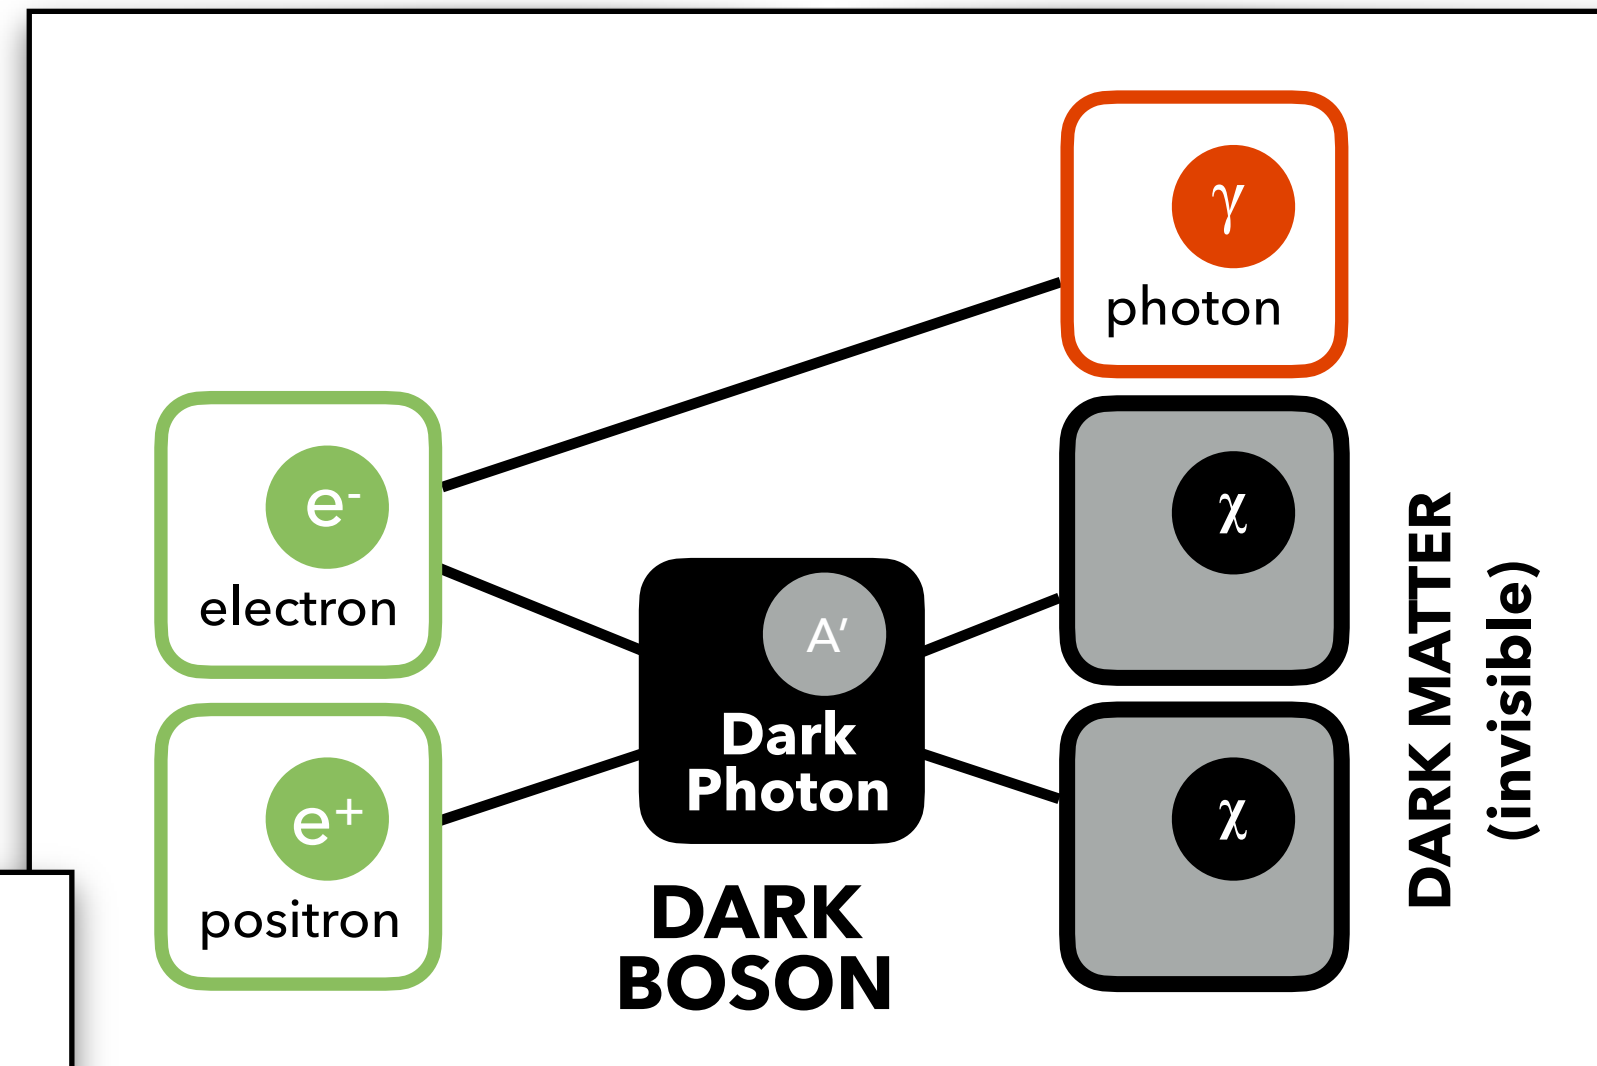 γ
photon
e-
electron
χ
A′
Dark
Photon
e+
positron
χ
DARK
BOSON
DARK MATTER
(invisible)